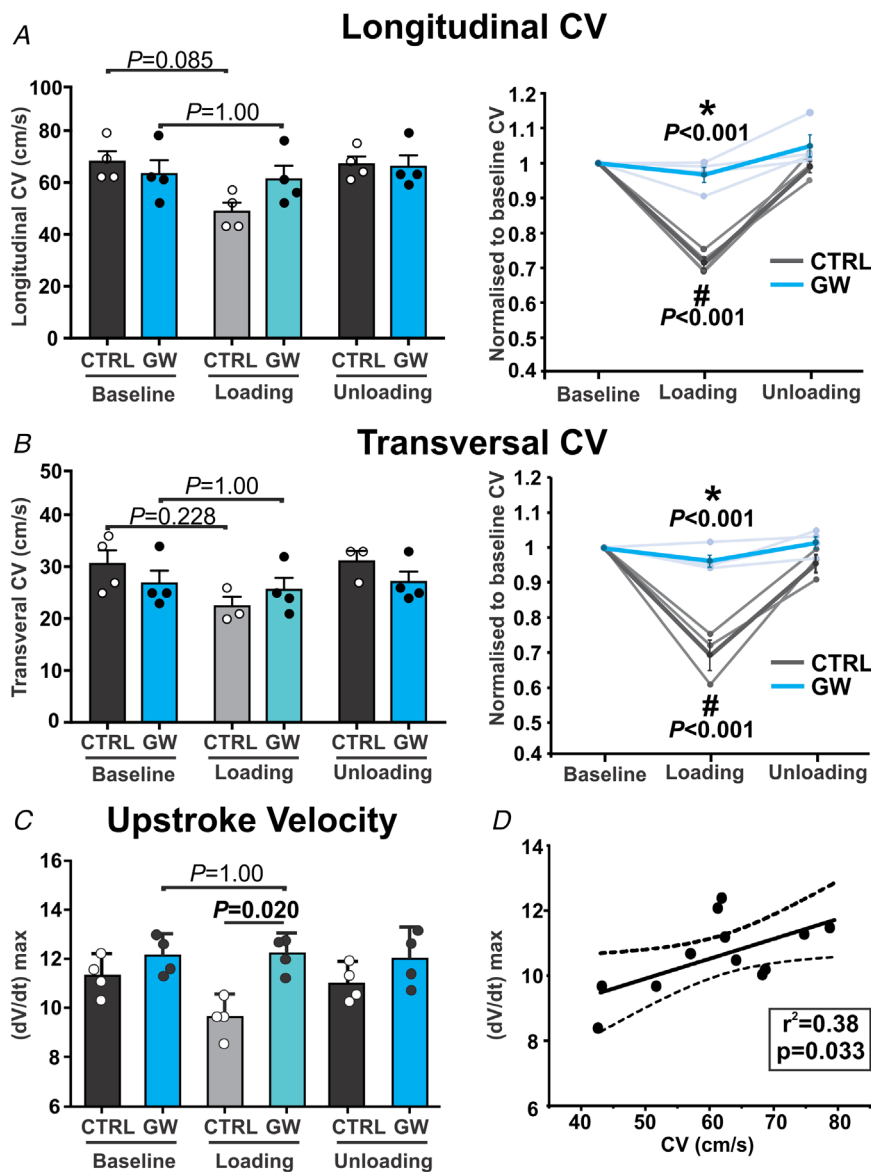 A
Longitudinal CV
P=0.085
P=1.00
Longitudinal CV (cm/s)
100
80
60
40
20
0
CTRL GW CTRL GW CTRL GW
Baseline Loading Unloading
Normalised to baseline CV
1.2
1.1
1
0.9
0.8
0.7
0.6
0.5
0.4
*
P<0.001
CTRL
GW
#
P<0.001
Baseline Loading Unloading
B
Transversal CV
P=1.00
P=0.228
Transveral CV (cm/s)
50
40
30
20
10
0
CTRL GW CTRL GW CTRL GW
Baseline Loading Unloading
Normalised to baseline CV
1.2
1.1
1
0.9
0.8
0.7
0.6
0.5
0.4
*
P<0.001
CTRL
GW
#
P<0.001
Baseline Loading Unloading
C
Upstroke Velocity
P=1.00
P=0.020
(dV/dt) max
16
14
12
10
8
6
CTRL GW CTRL GW CTRL GW
Baseline Loading Unloading
D
(dV/dt) max
14
12
10
8
6
r²=0.38
p=0.033
40 50 60 70 80
CV (cm/s)